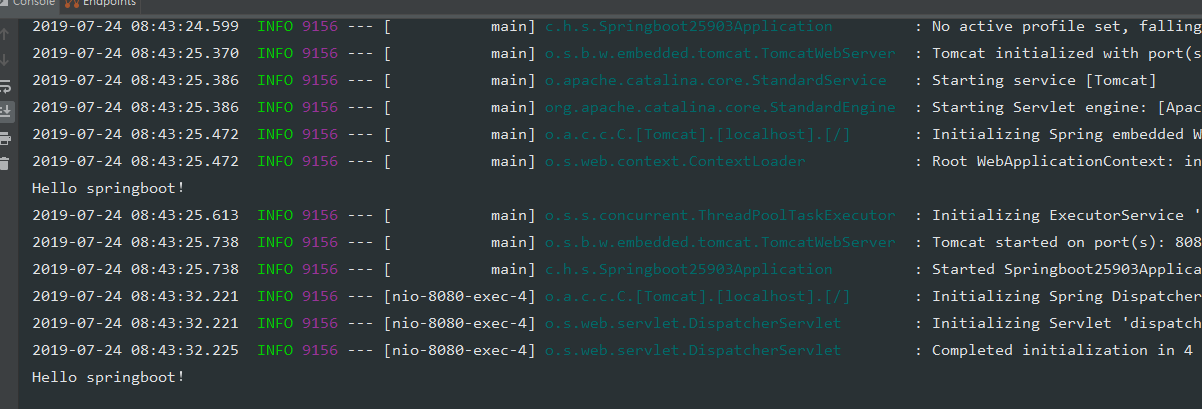 Console Endpoints
2019-07-24 08:43:24.599 INFO 9156 --- [ main] c.h.s.Springboot25903Application : No active profile set, falling
2019-07-24 08:43:25.370 INFO 9156 --- [ main] o.s.b.w.embedded.tomcat.TomcatWebServer : Tomcat initialized with port(s
2019-07-24 08:43:25.386 INFO 9156 --- [ main] o.apache.catalina.core.StandardService : Starting service [Tomcat]
2019-07-24 08:43:25.386 INFO 9156 --- [ main] org.apache.catalina.core.StandardEngine : Starting Servlet engine: [Apac
2019-07-24 08:43:25.472 INFO 9156 --- [ main] o.a.c.c.C.[Tomcat].[localhost].[/] : Initializing Spring embedded W
2019-07-24 08:43:25.472 INFO 9156 --- [ main] o.s.web.context.ContextLoader : Root WebApplicationContext: in
Hello springboot!
2019-07-24 08:43:25.613 INFO 9156 --- [ main] o.s.s.concurrent.ThreadPoolTaskExecutor : Initializing ExecutorService '
2019-07-24 08:43:25.738 INFO 9156 --- [ main] o.s.b.w.embedded.tomcat.TomcatWebServer : Tomcat started on port(s): 808
2019-07-24 08:43:25.738 INFO 9156 --- [ main] c.h.s.Springboot25903Application : Started Springboot25903Applica
2019-07-24 08:43:32.221 INFO 9156 --- [nio-8080-exec-4] o.a.c.c.C.[Tomcat].[localhost].[/] : Initializing Spring Dispatcher
2019-07-24 08:43:32.221 INFO 9156 --- [nio-8080-exec-4] o.s.web.servlet.DispatcherServlet : Initializing Servlet 'dispatch
2019-07-24 08:43:32.225 INFO 9156 --- [nio-8080-exec-4] o.s.web.servlet.DispatcherServlet : Completed initialization in 4
Hello springboot!